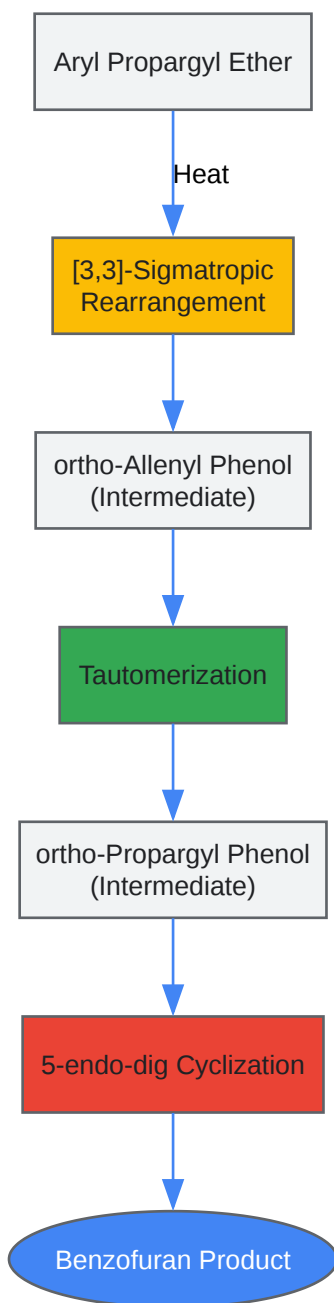 Aryl Propargyl Ether
Heat
[3,3]-Sigmatropic
Rearrangement
ortho-Allenyl Phenol
(Intermediate)
Tautomerization
ortho-Propargyl Phenol
(Intermediate)
5-endo-dig Cyclization
Benzofuran Product